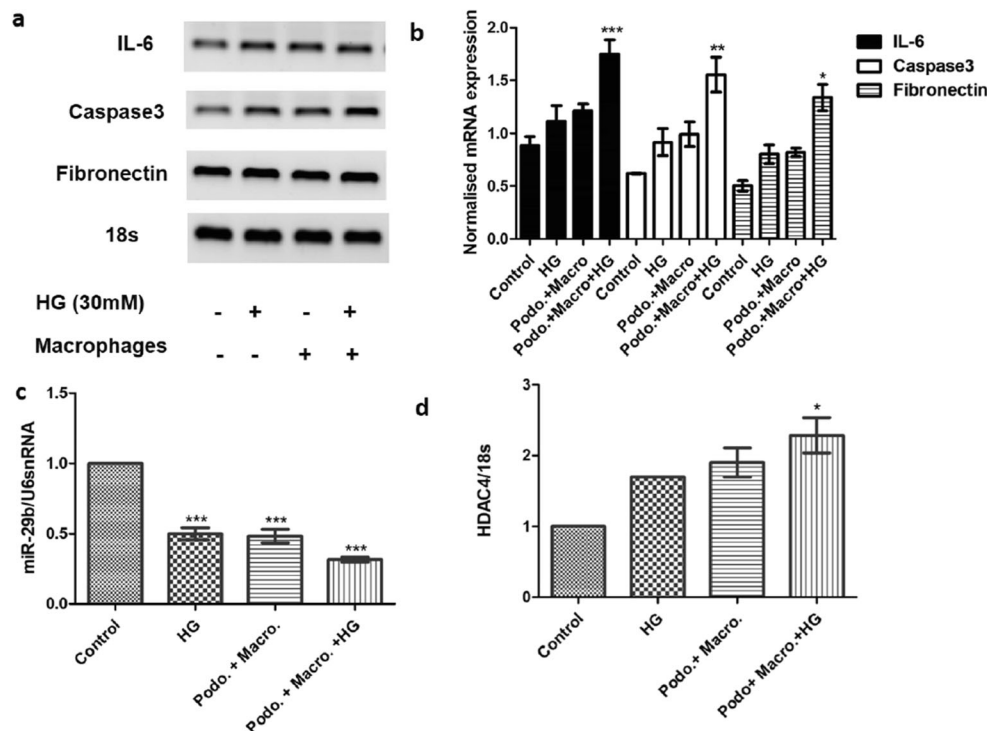 a
IL-6
Caspase3
Fibronectin
18s
HG (30mM) - + - +
Macrophages - - + +
b
Normalised mRNA expression
2.0
1.5
1.0
0.5
0.0
***
**
*
Control
HG
Podo.+Macro
Podo.+Macro+HG
Control
HG
Podo.+Macro
Podo.+Macro+HG
Control
HG
Podo.+Macro
Podo.+Macro+HG
IL-6
Caspase3
Fibronectin
c
miR-29b/U6snRNA
1.5
1.0
0.5
0.0
***
***
***
Control
HG
Podo. + Macro.
Podo. + Macro. +HG
d
HDAC4/18s
3
2
1
0
*
Control
HG
Podo. + Macro.
Podo+ Macro.+HG